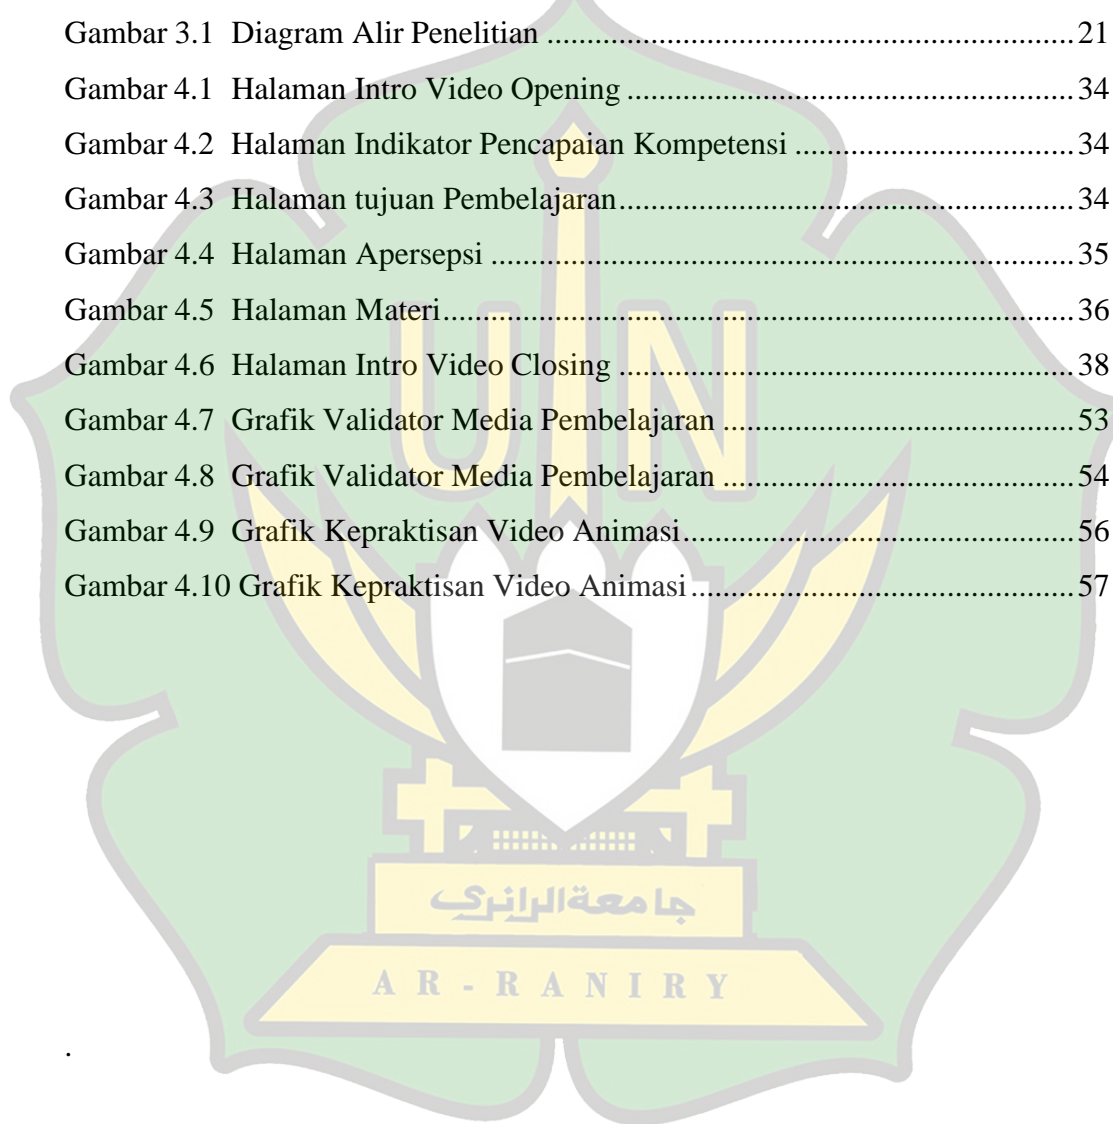 Gambar 3.1 Diagram Alir Penelitian ........................................................................... 21
Gambar 4.1 Halaman Intro Video Opening ................................................................ 34
Gambar 4.2 Halaman Indikator Pencapaian Kompetensi ........................................ 34
Gambar 4.3 Halaman tujuan Pembelajaran................................................................. 34
Gambar 4.4 Halaman Apersepsi ................................................................................... 35
Gambar 4.5 Halaman Materi.......................................................................................... 36
Gambar 4.6 Halaman Intro Video Closing ................................................................. 38
Gambar 4.7 Grafik Validator Media Pembelajaran .................................................. 53
Gambar 4.8 Grafik Validator Media Pembelajaran .................................................. 54
Gambar 4.9 Grafik Kepraktisan Video Animasi........................................................ 56
Gambar 4.10 Grafik Kepraktisan Video Animasi...................................................... 57
UIN
جامعة الرانري
AR-RANIRY
.